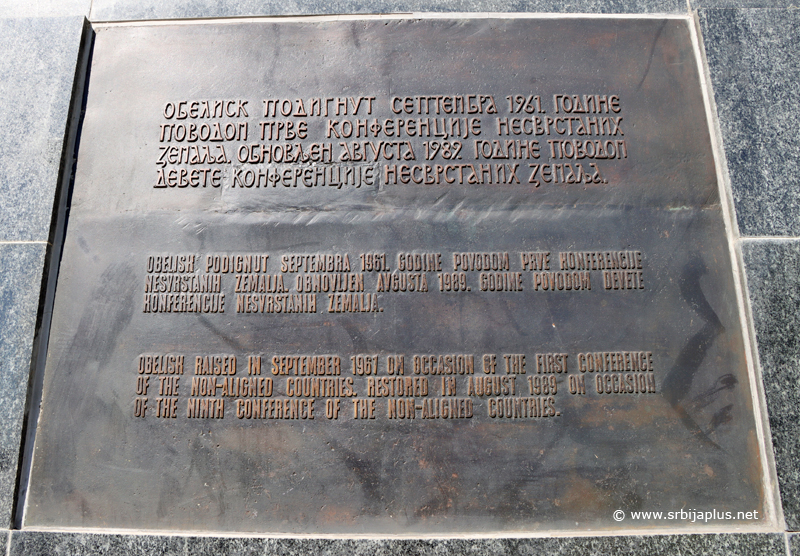 ОБЕЛИСК ПОДИГНУТ СЕПТЕМБРА 1961. ГОДИНЕ
ПОВОДОМ ПРВЕ КОНФЕРЕНЦИЈЕ НЕСВРСТАНИХ
ЗЕМАЉА. ОБНОВЉЕН АВГУСТА 1989. ГОДИНЕ ПОВОДОМ
ДЕВЕТЕ КОНФЕРЕНЦИЈЕ НЕСВРСТАНИХ ЗЕМАЉА.
OBELISK PODIGNUT SEPTEMBRA 1961. GODINE POVODOM PRVE KONFERENCIJE
NESVRSTANIH ZEMALJA. OBNOVLJEN AVGUSTA 1989. GODINE POVODOM DEVETE
KONFERENCIJE NESVRSTANIH ZEMALJA.
OBELISK RAISED IN SEPTEMBER 1961 ON OCCASION OF THE FIRST CONFERENCE
OF THE NON-ALIGNED COUNTRIES. RESTORED IN AUGUST 1989 ON OCCASION
OF THE NINTH CONFERENCE OF THE NON-ALIGNED COUNTRIES.
© www.srbijaplus.net